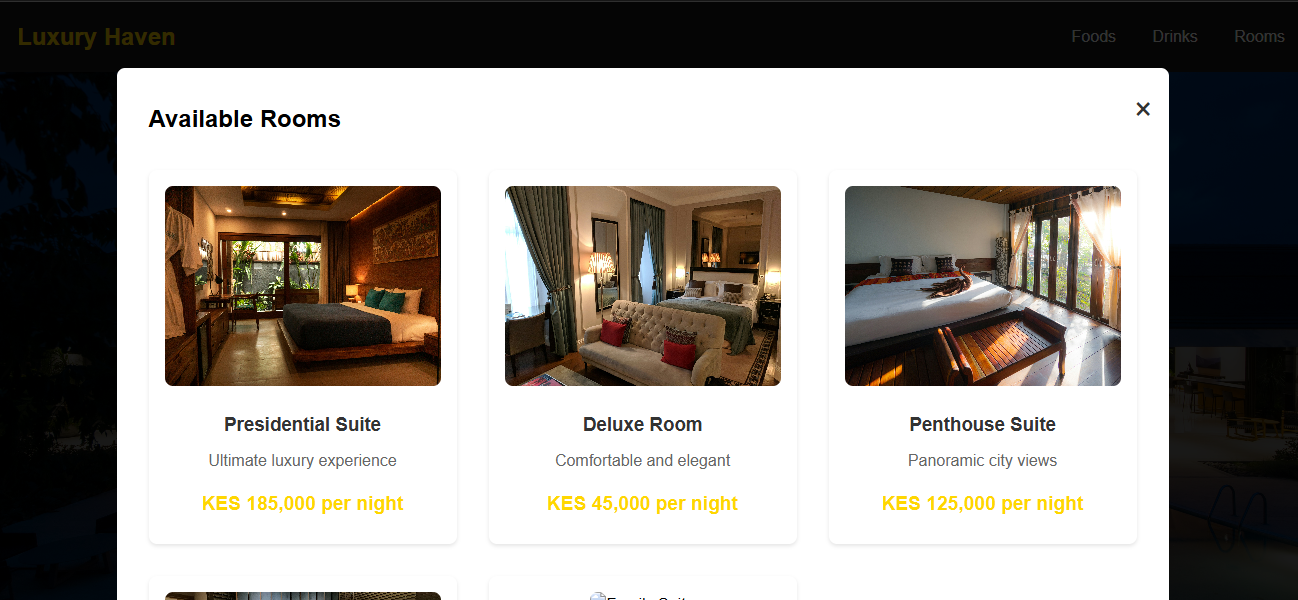 Luxury Haven
Foods Drinks Rooms
Available Rooms
×
Presidential Suite
Ultimate luxury experience
KES 185,000 per night
Deluxe Room
Comfortable and elegant
KES 45,000 per night
Penthouse Suite
Panoramic city views
KES 125,000 per night